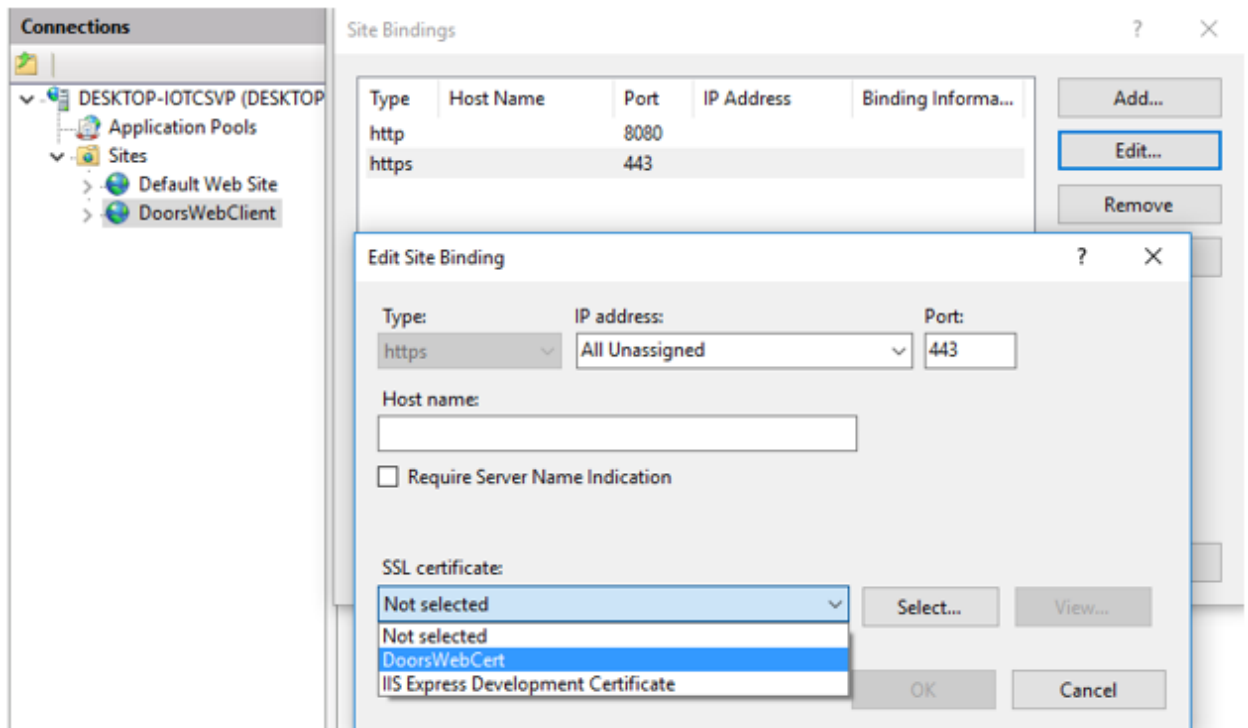 Connections
DESKTOP-IOTCSVP (DESKTOP
Application Pools
Sites
Default Web Site
DoorsWebClient
Site Bindings
?
Type Host Name Port IP Address Binding Informa...
http 8080
https 443
Add...
Edit...
Remove
Edit Site Binding
?
Type: IP address: Port:
https All Unassigned 443
Host name:
Require Server Name Indication
SSL certificate:
Not selected
Select...
View...
Not selected
DoorsWebCert
IIS Express Development Certificate
OK
Cancel